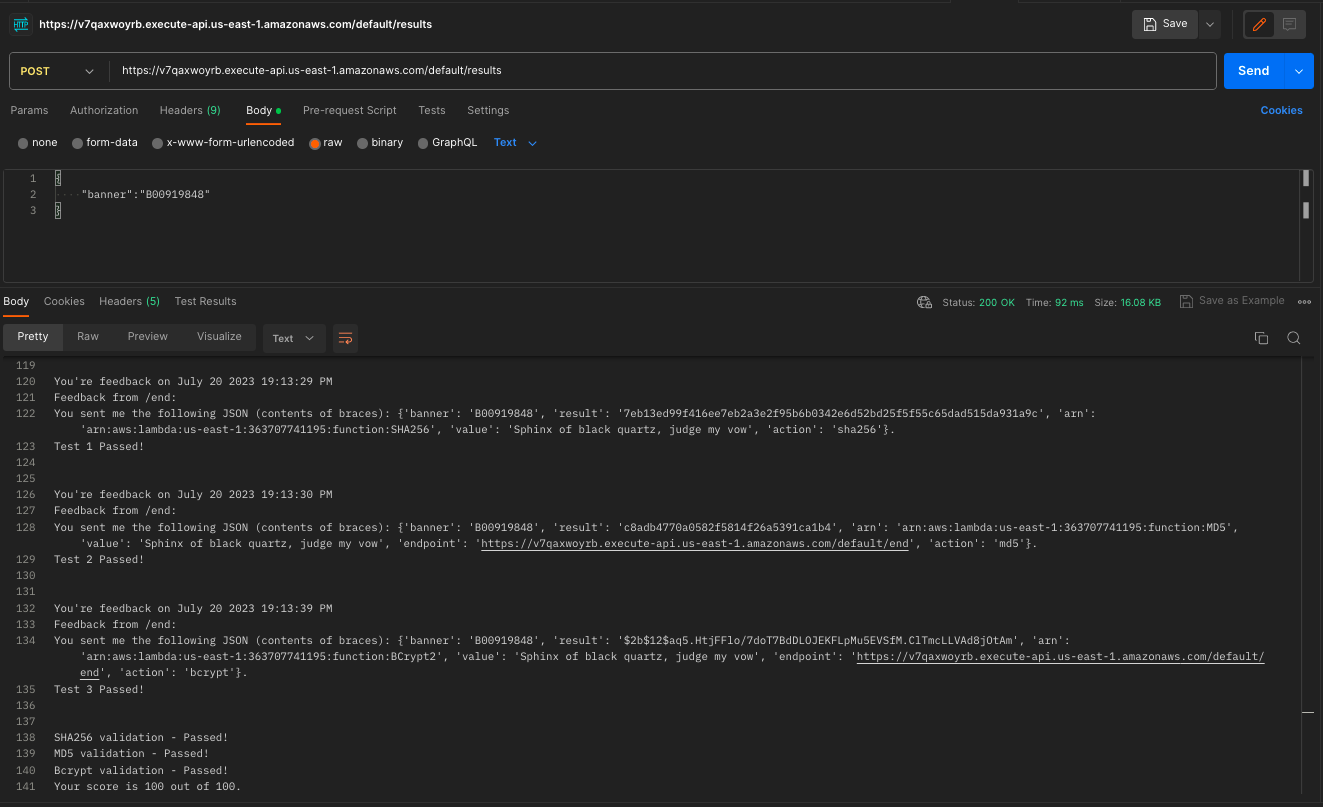 HTTP https://v7qaxwoyrb.execute-api.us-east-1.amazonaws.com/default/results Save
POST https://v7qaxwoyrb.execute-api.us-east-1.amazonaws.com/default/results Send
Params Authorization Headers (9) Body Pre-request Script Tests Settings Cookies
none form-data x-www-form-urlencoded raw binary GraphQL Text
1 {
2 "banner":"B00919848"
3 }
Body Cookies Headers (5) Test Results Status: 200 OK Time: 92 ms Size: 16.08 KB Save as Example
Pretty Raw Preview Visualize Text
119
120 You're feedback on July 20 2023 19:13:29 PM
121 Feedback from /end:
122 You sent me the following JSON (contents of braces): {'banner': 'B00919848', 'result': '7eb13ed99f416ee7eb2a3e2f95b6b0342e6d52bd25f5f55c65dad515da931a9c', 'arn':
'arn:aws:lambda:us-east-1:363707741195:function:SHA256', 'value': 'Sphinx of black quartz, judge my vow', 'action': 'sha256'}.
123 Test 1 Passed!
124
125
126 You're feedback on July 20 2023 19:13:30 PM
127 Feedback from /end:
128 You sent me the following JSON (contents of braces): {'banner': 'B00919848', 'result': 'c8adb4770a0582f5814f26a5391ca1b4', 'arn': 'arn:aws:lambda:us-east-1:363707741195:function:MD5',
'value': 'Sphinx of black quartz, judge my vow', 'endpoint': 'https://v7qaxwoyrb.execute-api.us-east-1.amazonaws.com/default/end', 'action': 'md5'}.
129 Test 2 Passed!
130
131
132 You're feedback on July 20 2023 19:13:39 PM
133 Feedback from /end:
134 You sent me the following JSON (contents of braces): {'banner': 'B00919848', 'result': '$2b$12$aq5.HtjFFlo/7doT7BdDLOJEKFLpMu5EVSfM.ClTmcLLVAd8jOtAm', 'arn':
'arn:aws:lambda:us-east-1:363707741195:function:BCrypt2', 'value': 'Sphinx of black quartz, judge my vow', 'endpoint': 'https://v7qaxwoyrb.execute-api.us-east-1.amazonaws.com/default/
end', 'action': 'bcrypt'}.
135 Test 3 Passed!
136
137
138 SHA256 validation - Passed!
139 MD5 validation - Passed!
140 Bcrypt validation - Passed!
141 Your score is 100 out of 100.